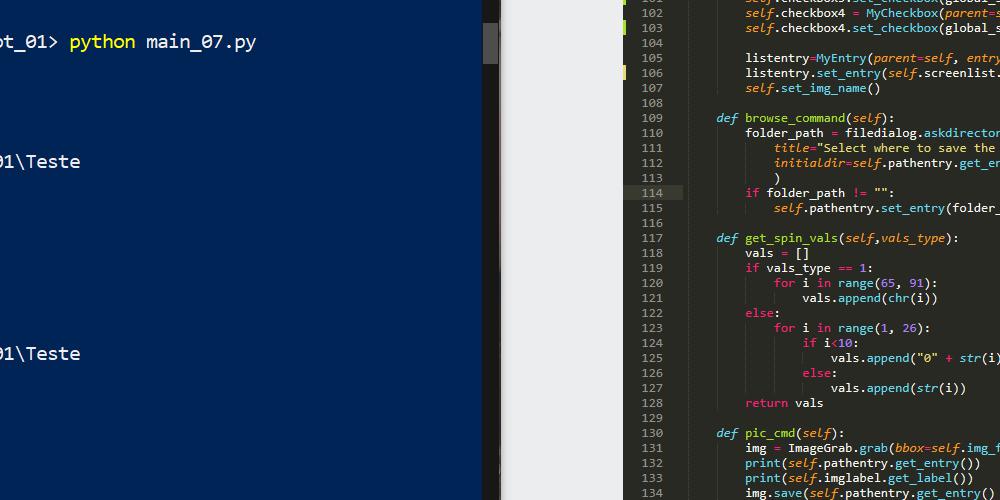 ot_01> python main_07.py
01\Teste
01\Teste
102 self.checkbox4 = MyCheckbox(parent=s
103 self.checkbox4.set_checkbox(global_s
104
105 listentry=MyEntry(parent=self, entry
106 listentry.set_entry(self.screenlist.
107 self.set_img_name()
108
109 def browse_command(self):
110 folder_path = filedialog.askdirector
111 title="Select where to save the
112 initialdir=self.pathentry.get_en
113 )
114 if folder_path != "":
115 self.pathentry.set_entry(folder_
116
117 def get_spin_vals(self,vals_type):
118 vals = []
119 if vals_type == 1:
120 for i in range(65, 91):
121 vals.append(chr(i))
122 else:
123 for i in range(1, 26):
124 if i<10:
125 vals.append("0" + str(i)
126 else:
127 vals.append(str(i))
128 return vals
129
130 def pic_cmd(self):
131 img = ImageGrab.grab(bbox=self.img_f
132 print(self.pathentry.get_entry())
133 print(self.imglabel.get_label())
134 img.save(self.pathentry.get_entry()